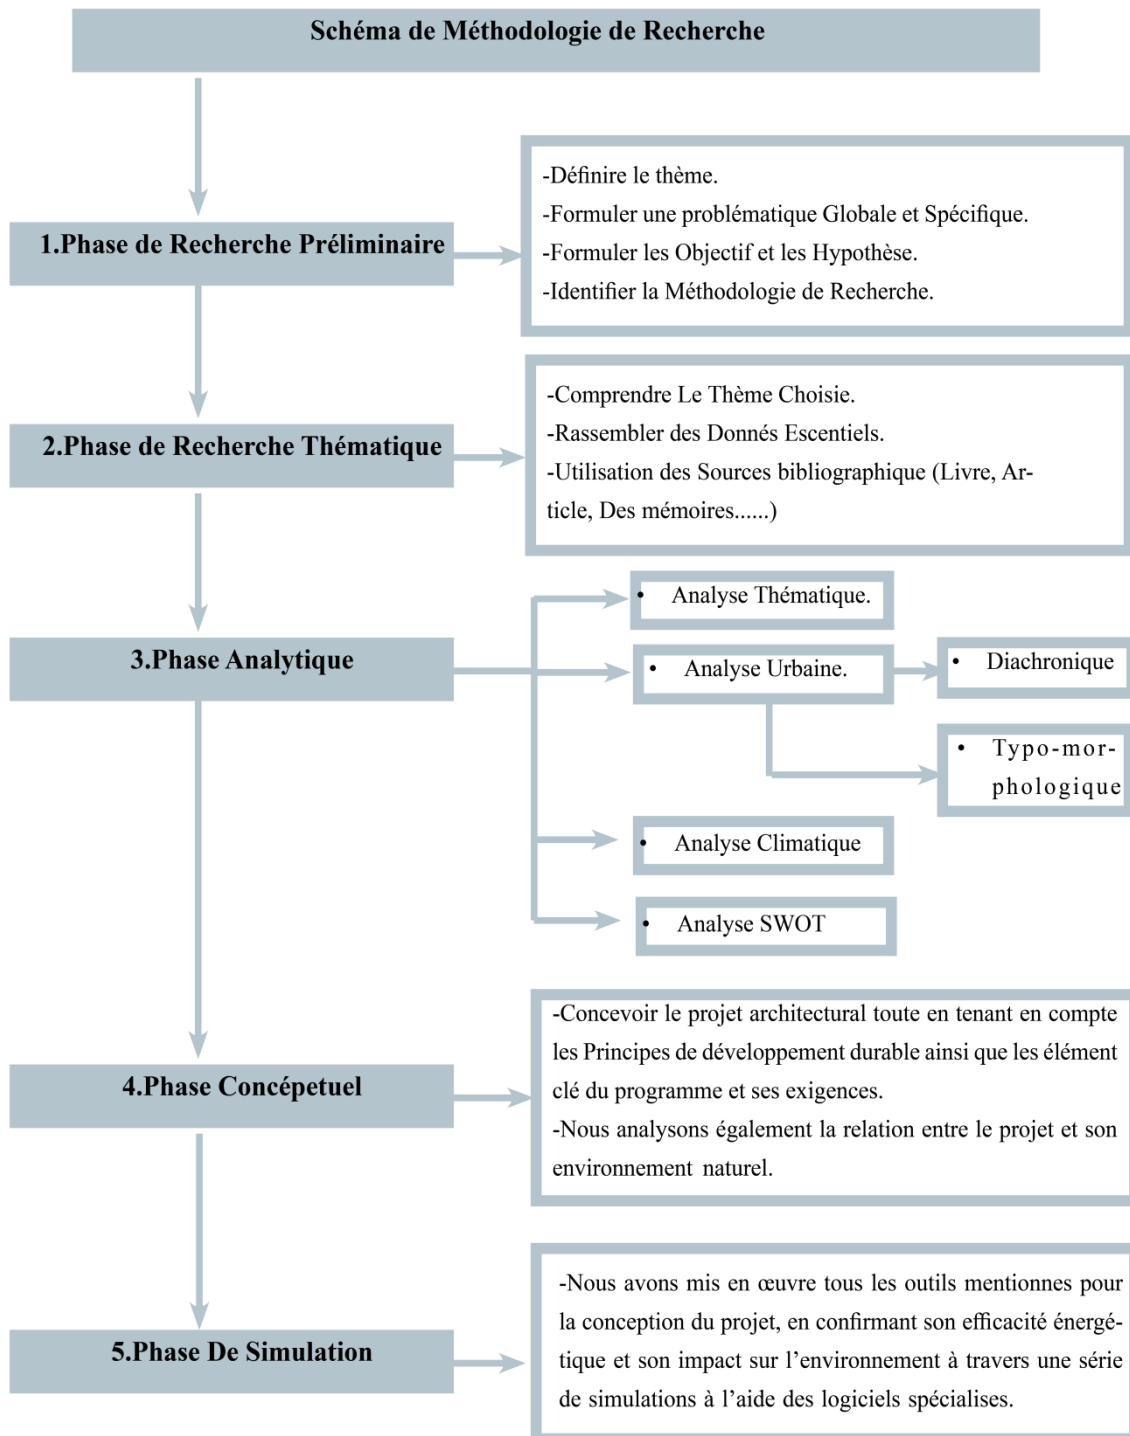 Schéma de Méthodologie de Recherche
1.Phase de Recherche Préliminaire
-Définire le thème.
-Formuler une problématique Globale et Spécifique.
-Formuler les Objectif et les Hypothèse.
-Identifier la Méthodologie de Recherche.
2.Phase de Recherche Thématique
-Comprendre Le Thème Choisie.
-Rassembler des Donnés Escentiels.
-Utilisation des Sources bibliographique (Livre, Ar-
ticle, Des mémoires......)
3.Phase Analytique
• Analyse Thématique.
• Analyse Urbaine.
• Diachronique
• Typo-mor-
phologique
• Analyse Climatique
• Analyse SWOT
4.Phase Concépetuel
-Concevoir le projet architectural toute en tenant en compte
les Principes de développement durable ainsi que les élément
clé du programme et ses exigences.
-Nous analysons également la relation entre le projet et son
environnement naturel.
5.Phase De Simulation
-Nous avons mis en œuvre tous les outils mentionnes pour
la conception du projet, en confirmant son efficacité énergé-
tique et son impact sur l’environnement à travers une série
de simulations à l’aide des logiciels spécialises.